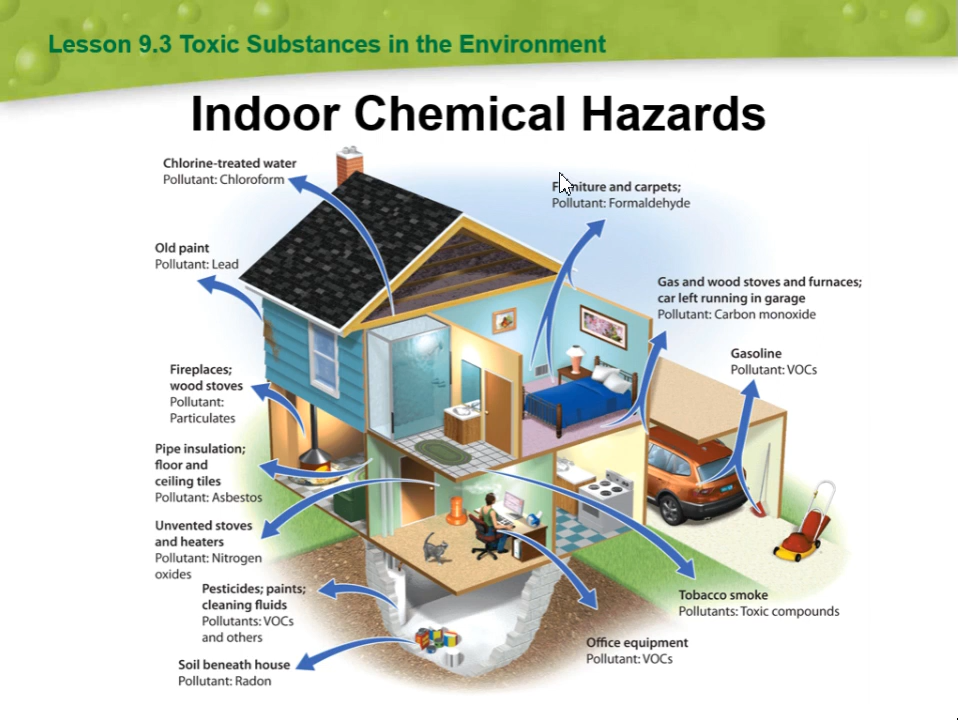 Lesson 9.3 Toxic Substances in the Environment
Indoor Chemical Hazards
Chlorine-treated water
Pollutant: Chloroform
Furniture and carpets;
Pollutant: Formaldehyde
Old paint
Pollutant: Lead
Gas and wood stoves and furnaces;
car left running in garage
Pollutant: Carbon monoxide
Gasoline
Pollutant: VOCs
Fireplaces;
wood stoves
Pollutant:
Particulates
Pipe insulation;
floor and
ceiling tiles
Pollutant: Asbestos
Unvented stoves
and heaters
Pollutant: Nitrogen
oxides
Pesticides; paints;
cleaning fluids
Pollutants: VOCs
and others
Tobacco smoke
Pollutants: Toxic compounds
Office equipment
Pollutant: VOCs
Soil beneath house
Pollutant: Radon